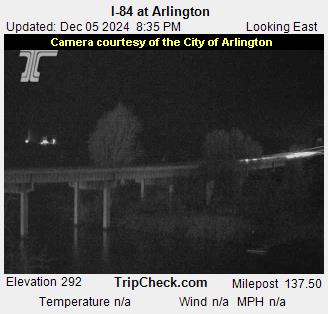 I-84 at Arlington
Updated: Dec 05 2024 8:35 PM Looking East
Camera courtesy of the City of Arlington
Elevation 292 TripCheck.com Milepost 137.50
Temperature n/a Wind n/a MPH n/a